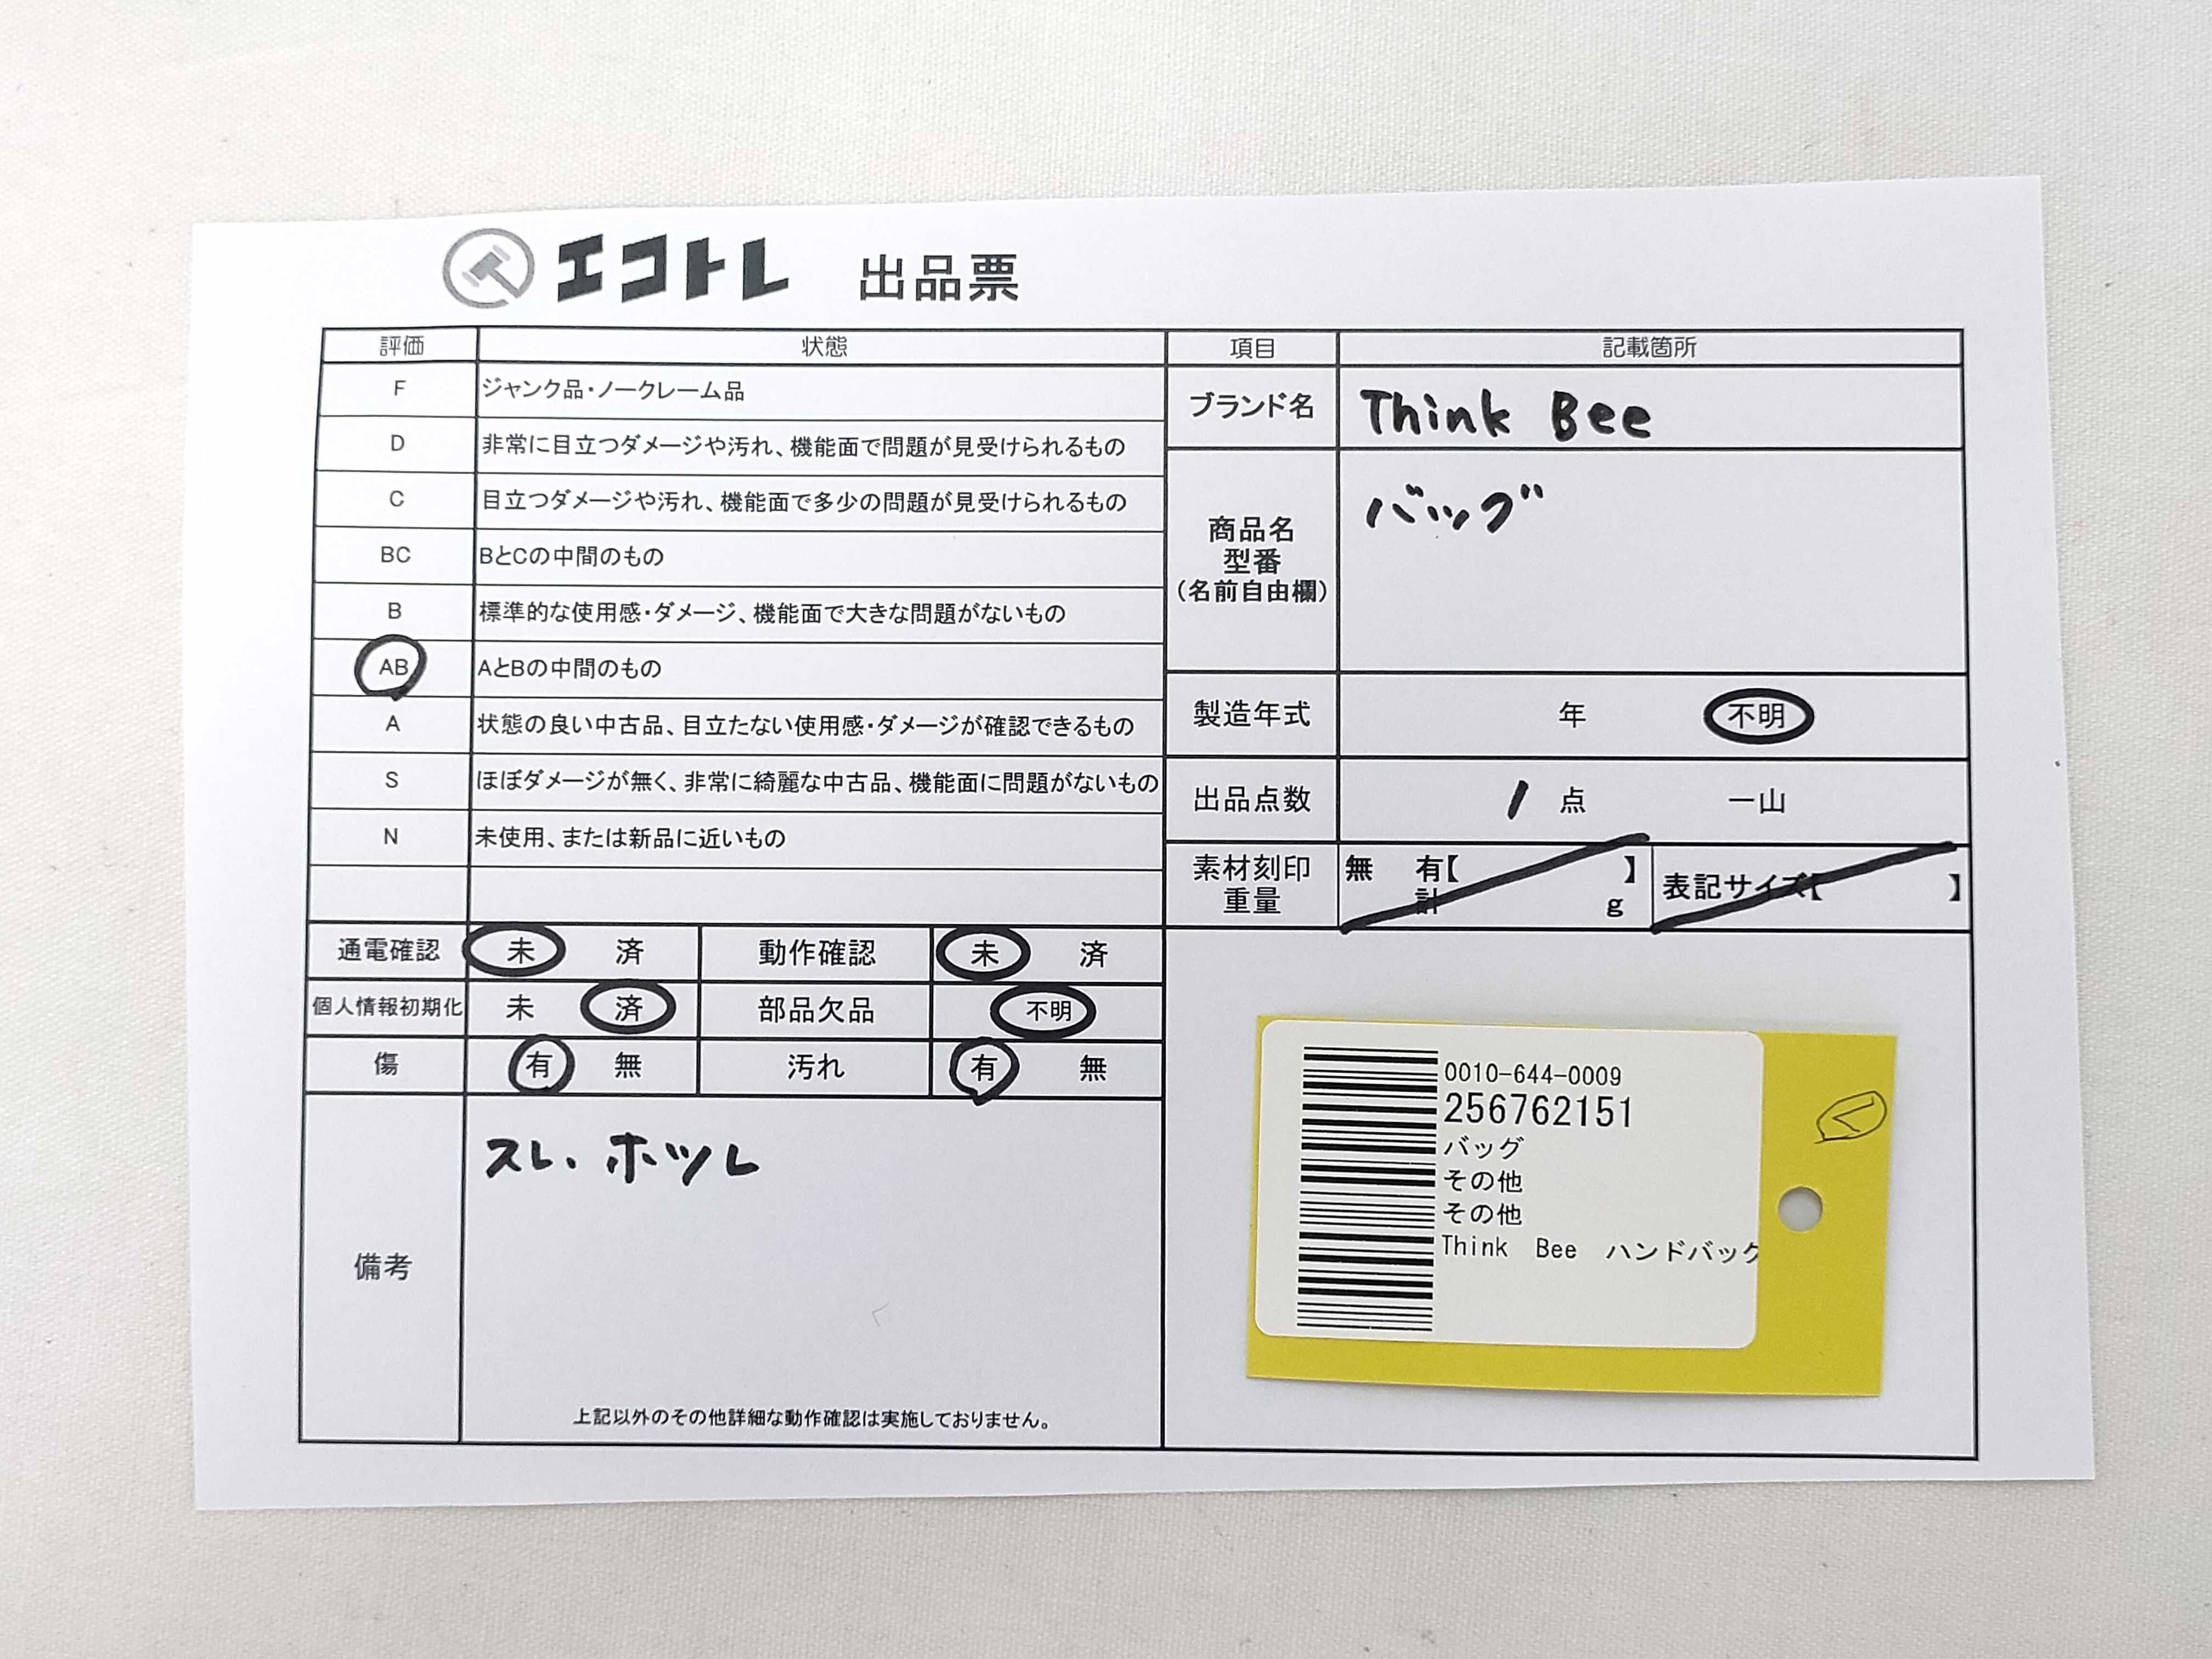 エコトレ 出品票
評価 状態
F ジャンク品・ノークレーム品
D 非常に目立つダメージや汚れ、機能面で問題が見受けられるもの
C 目立つダメージや汚れ、機能面で多少の問題が見受けられるもの
BC BとCの中間のもの
B 標準的な使用感・ダメージ、機能面で大きな問題がないもの
AB AとBの中間のもの
A 状態の良い中古品、目立たない使用感・ダメージが確認できるもの
S ほぼダメージが無く、非常に綺麗な中古品、機能面に問題がないもの
N 未使用、または新品に近いもの
通電確認 未 済 動作確認 未 済
個人情報初期化 未 済 部品欠品 不明
傷 有 無 汚れ 有 無
備考
スレ、ホツレ
上記以外のその他詳細な動作確認は実施しておりません。
項目 記載箇所
ブランド名 Think Bee
商品名
型番
(名前自由欄)
バッグ
製造年式 年 不明
出品点数 1 点 一山
素材刻印 無 有【 】
重量 計 g
表記サイズ【 】
0010-644-0009
256762151
バッグ
その他
その他
Think Bee ハンドバック